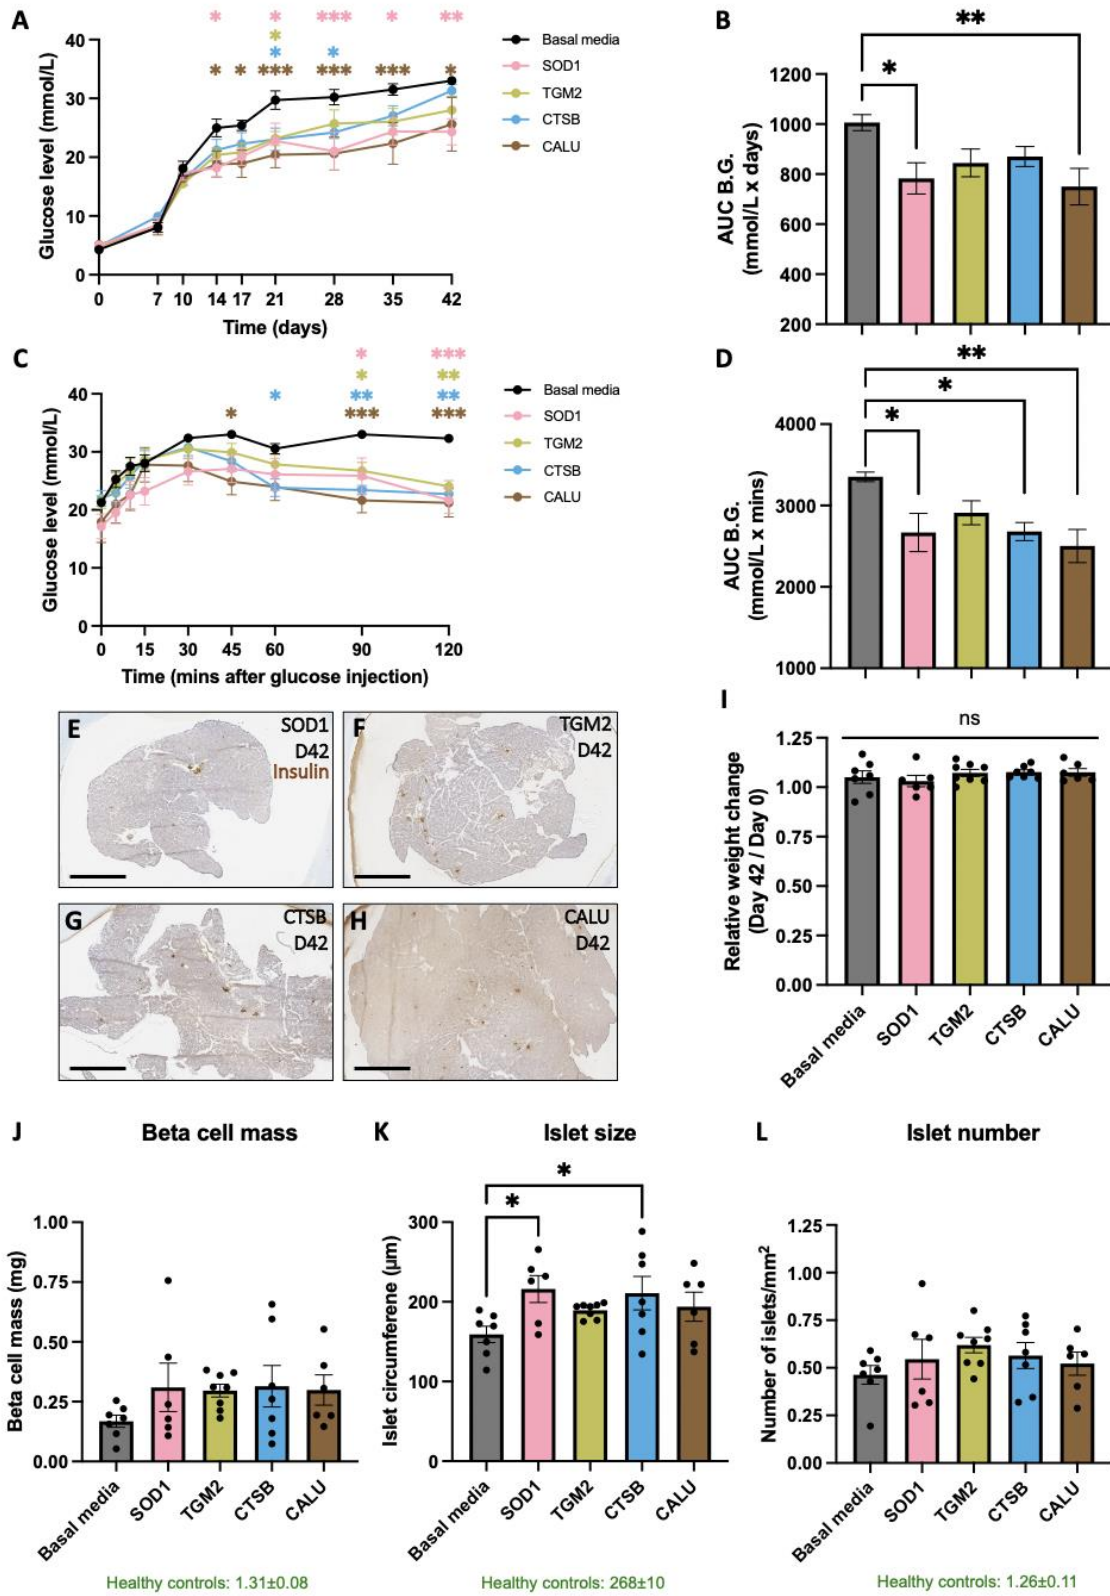 A
* * *** * **
*
* *
* * *** *** *** *
Glucose level (mmol/L)
40
30
20
10
0
0 7 10 14 17 21 28 35 42
Time (days)
Basal media
SOD1
TGM2
CTSB
CALU
B
**
*
AUC B.G.
(mmol/L x days)
1200
1000
800
600
400
200
C
* ***
* **
* ** **
* *** ***
Glucose level (mmol/L)
40
30
20
10
0
0 15 30 45 60 90 120
Time (mins after glucose injection)
Basal media
SOD1
TGM2
CTSB
CALU
D
**
*
*
AUC B.G.
(mmol/L x mins)
4000
3000
2000
1000
E
SOD1
D42
Insulin
F
TGM2
D42
G
CTSB
D42
H
CALU
D42
I
ns
Relative weight change
(Day 42 / Day 0)
1.25
1.00
0.75
0.50
0.25
0.00
Basal media
SOD1
TGM2
CTSB
CALU
J
Beta cell mass
Beta cell mass (mg)
1.00
0.75
0.50
0.25
0.00
Basal media
SOD1
TGM2
CTSB
CALU
Healthy controls: 1.31±0.08
K
Islet size
*
*
Islet circumferene (µm)
300
200
100
0
Basal media
SOD1
TGM2
CTSB
CALU
Healthy controls: 268±10
L
Islet number
Number of islets/mm²
1.25
1.00
0.75
0.50
0.25
0.00
Basal media
SOD1
TGM2
CTSB
CALU
Healthy controls: 1.26±0.11